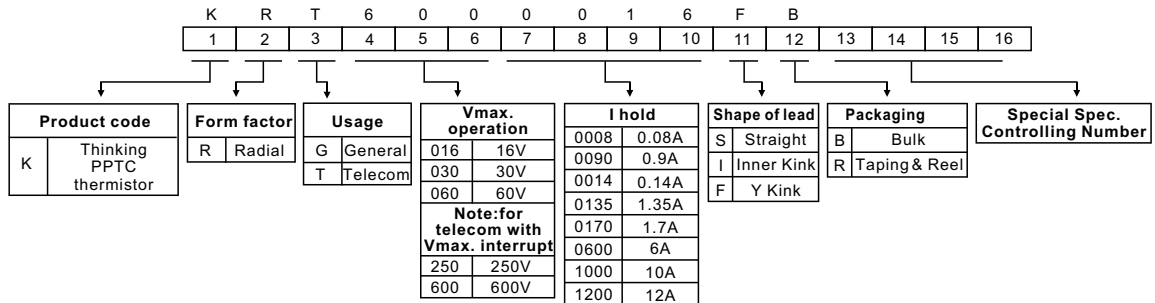 K R T 6 0 0 0 0 1 6 F B
1 2 3 4 5 6 7 8 9 10 11 12 13 14 15 16
Product code
K Thinking PPTC thermistor
Form factor
R Radial
Usage
G General
T Telecom
Vmax. operation
016 16V
030 30V
060 60V
Note:for telecom with Vmax. interrupt
250 250V
600 600V
I hold
0008 0.08A
0090 0.9A
0014 0.14A
0135 1.35A
0170 1.7A
0600 6A
1000 10A
1200 12A
Shape of lead
S Straight
I Inner Kink
F Y Kink
Packaging
B Bulk
R Taping & Reel
Special Spec.
Controlling Number